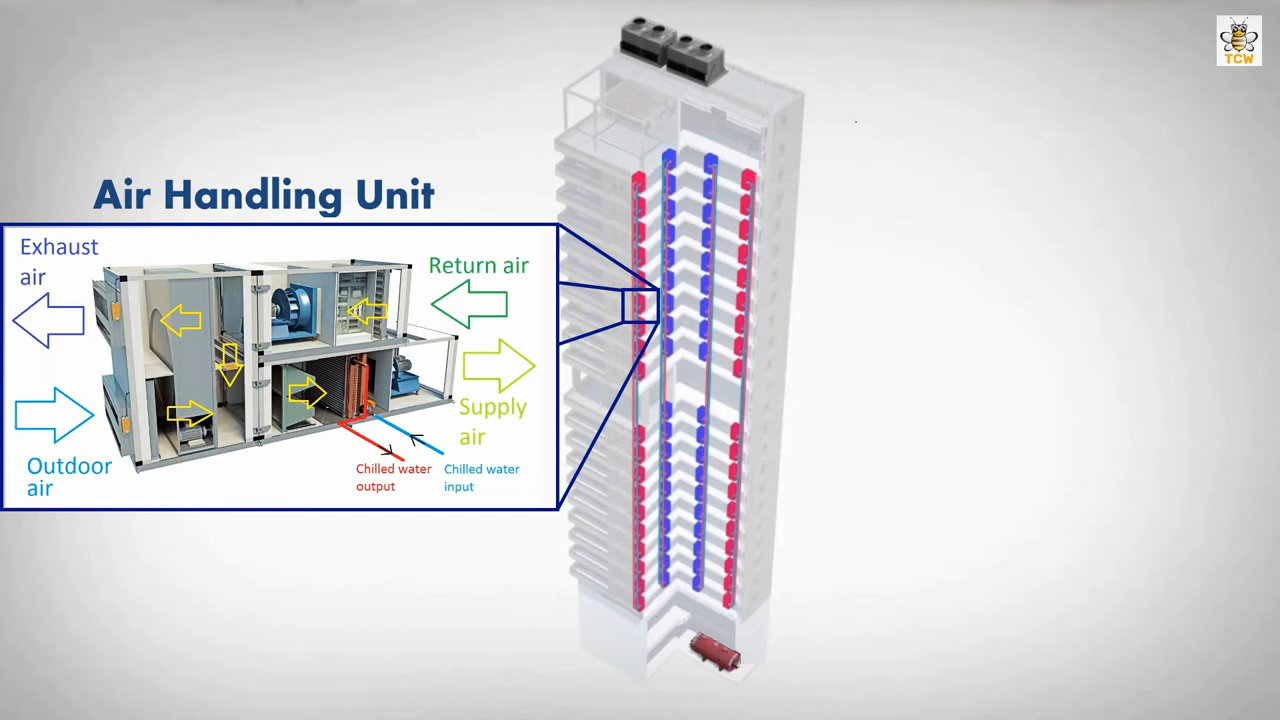 TCW
Air Handling Unit
Exhaust
air
Return air
Supply
air
Outdoor
air
Chilled water
output
Chilled water
input